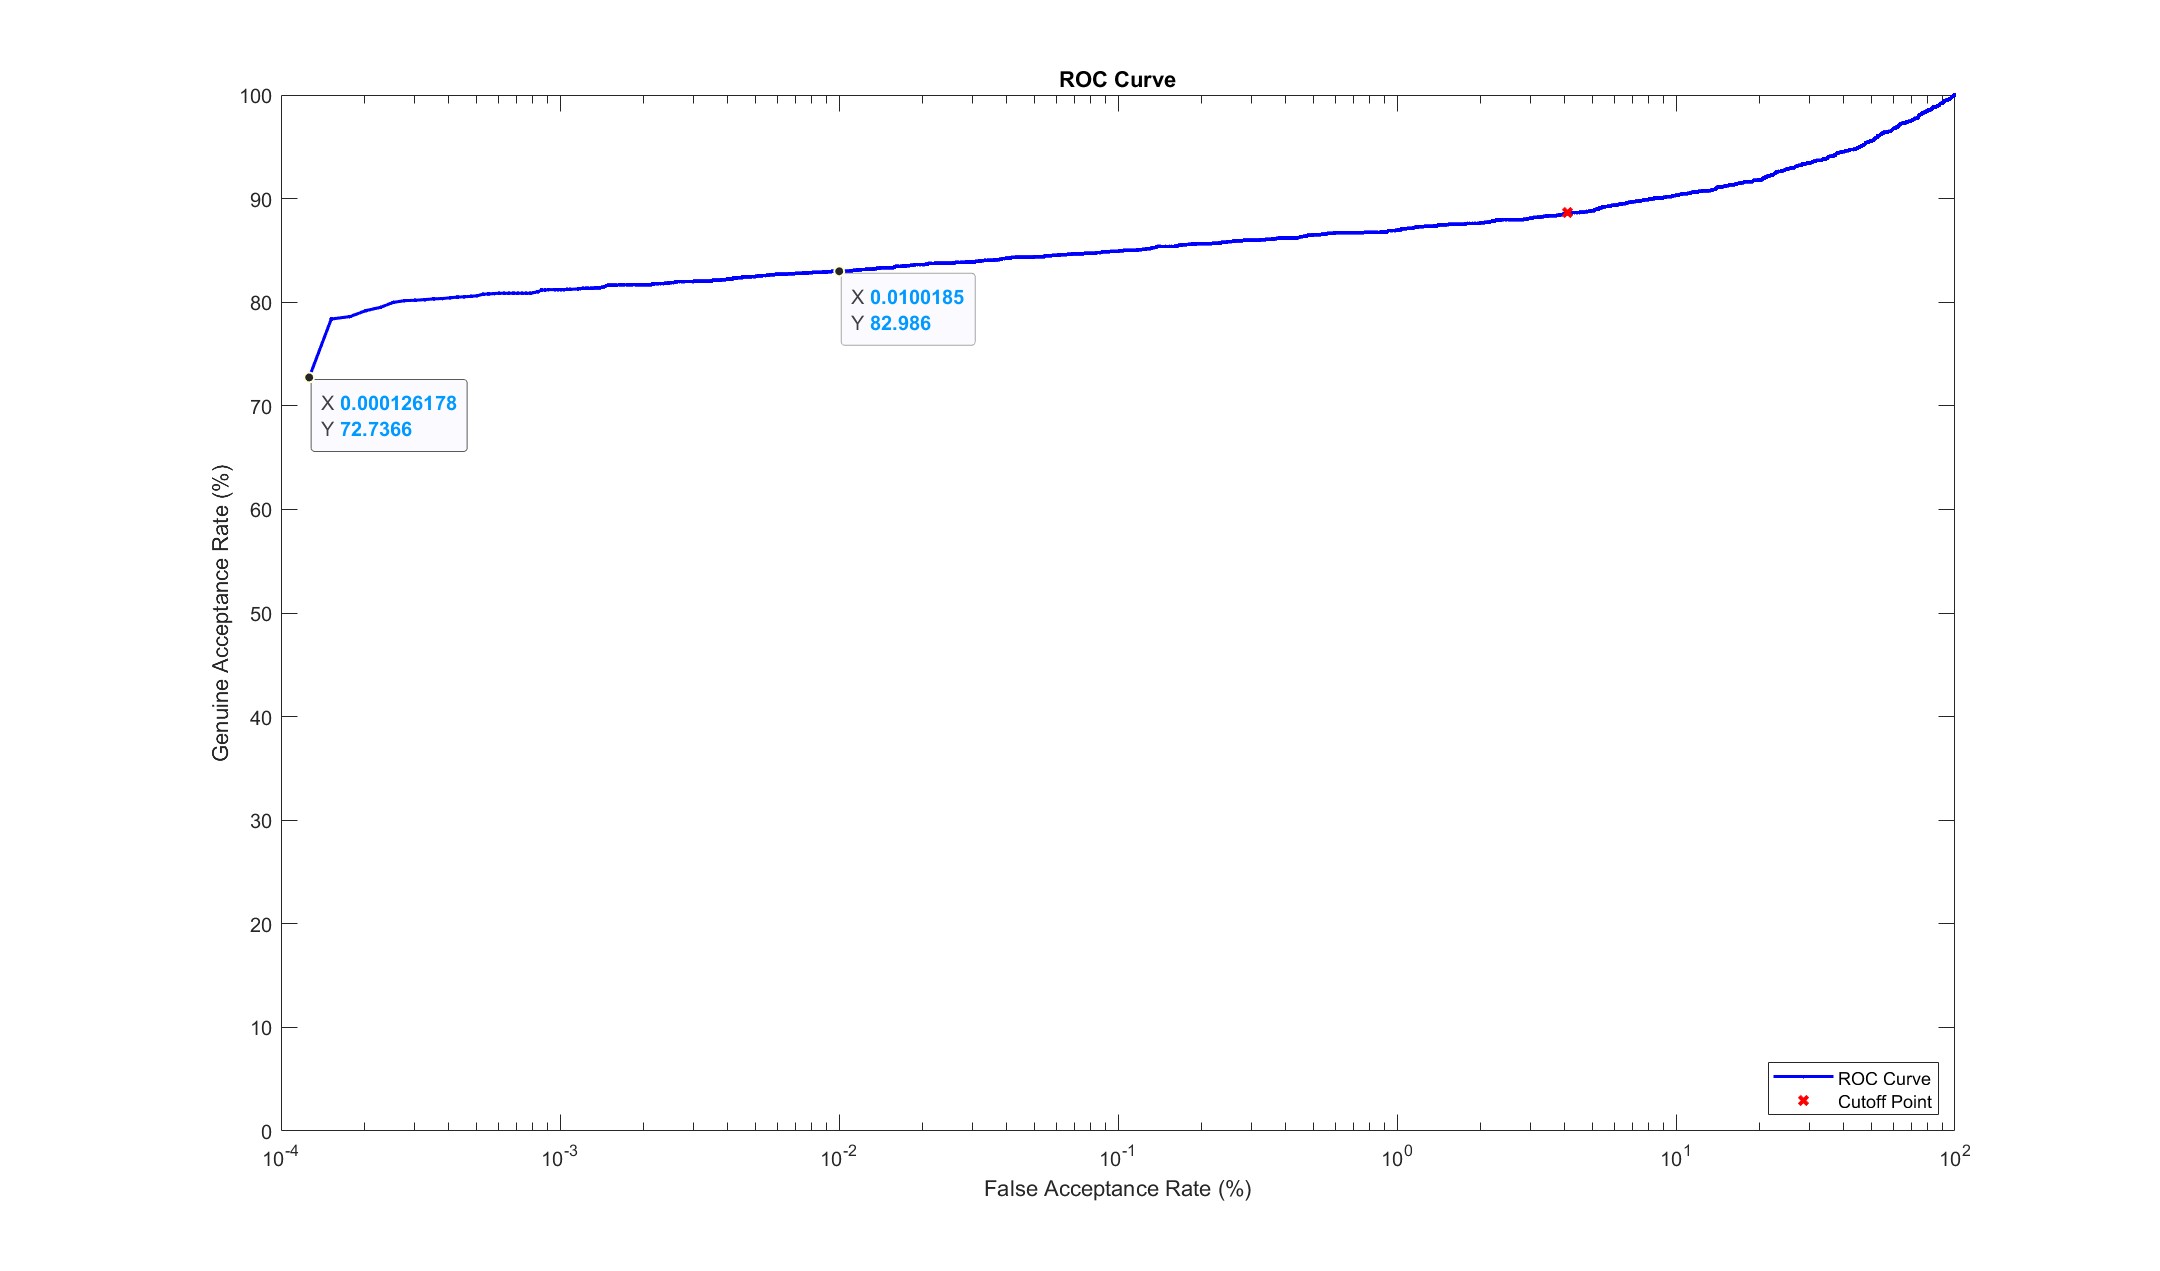 ROC Curve
100
90
80
70
60
50
40
30
20
10
0
Genuine Acceptance Rate (%)
X 0.0100185
Y 82.986
X 0.000126178
Y 72.7366
ROC Curve
Cutoff Point
10-4 10-3 10-2 10-1 100 101 102
False Acceptance Rate (%)